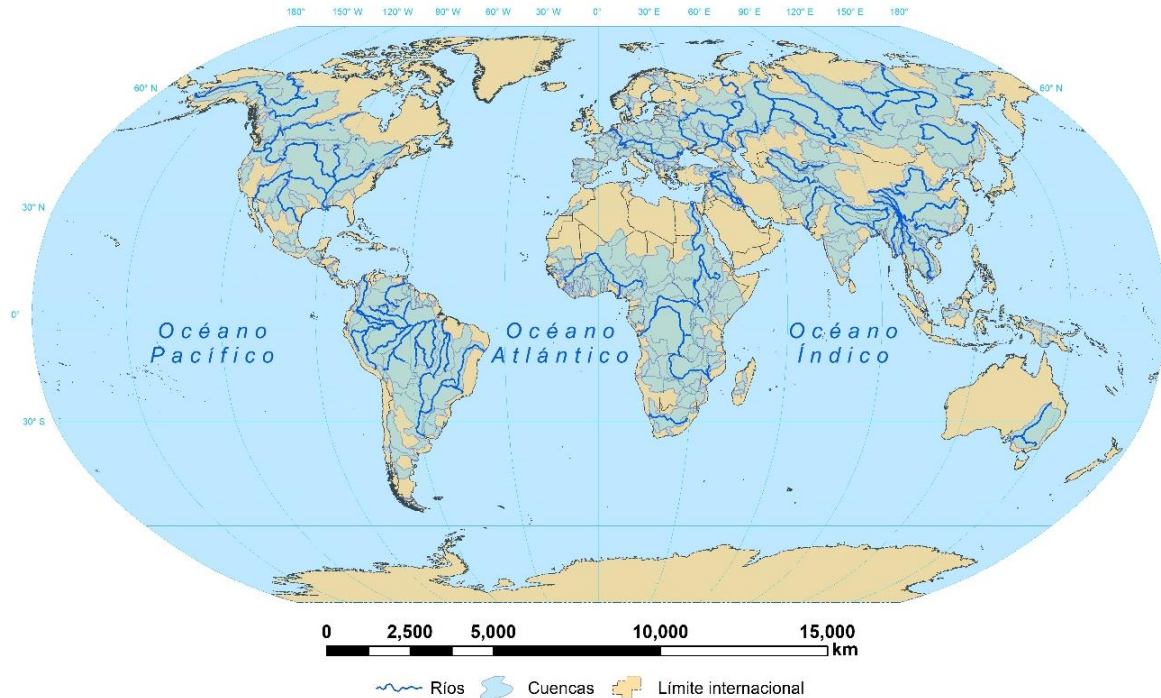 180° 150° W 120° W 90° W 60° W 30° W 0° 30° E 60° E 90° E 120° E 150° E 180°
60° N 60° N
30° N
0°
Océano Pacífico
Océano Atlántico
Océano Índico
30° S
0 2,500 5,000 10,000 15,000
km
Ríos Cuencas Límite internacional